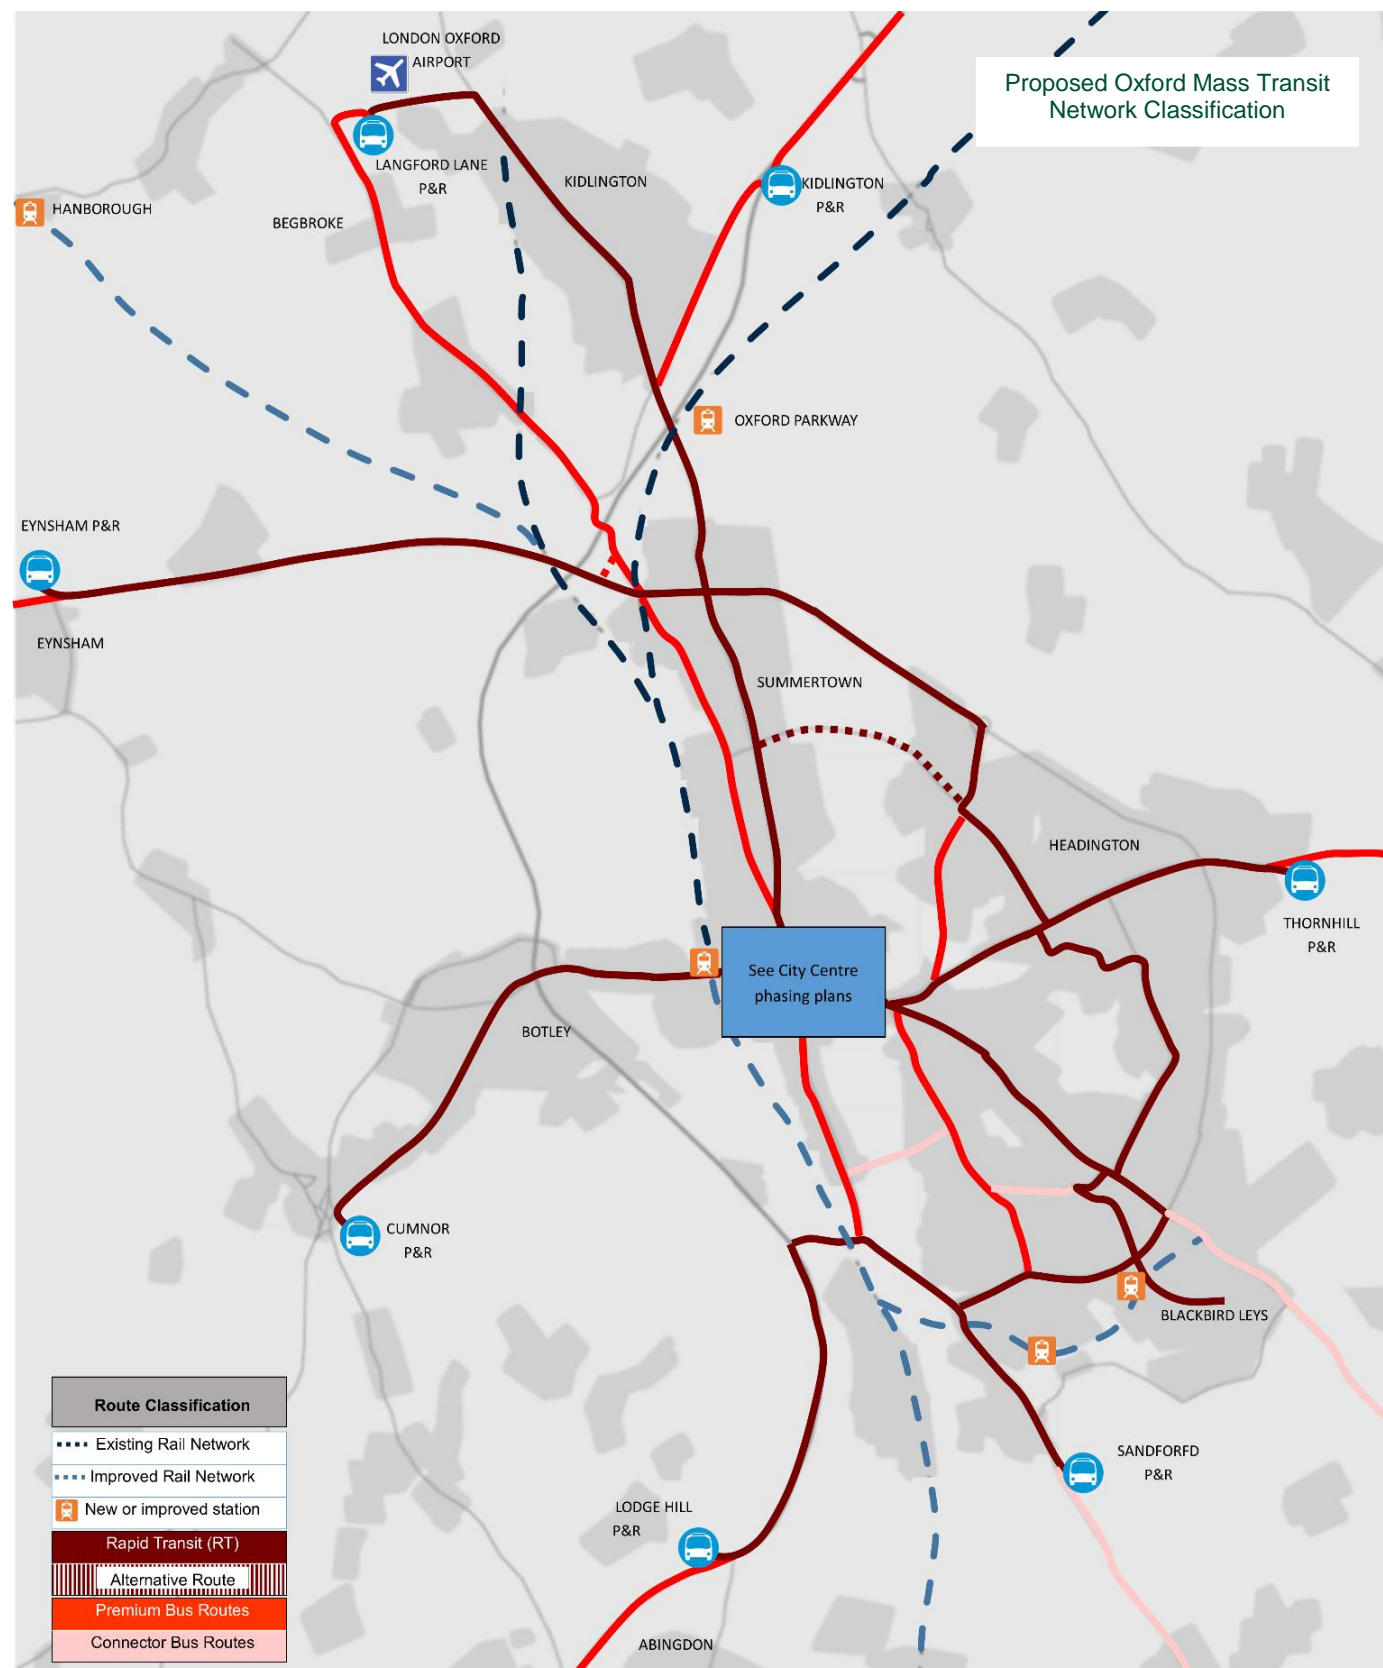 Proposed Oxford Mass Transit
Network Classification
LONDON OXFORD
AIRPORT
LANGFORD LANE
P&R
KIDLINGTON
KIDLINGTON
P&R
HANBOROUGH
BEGBROKE
OXFORD PARKWAY
EYNSHAM P&R
EYNSHAM
SUMMERTOWN
HEADINGTON
THORNHILL
P&R
See City Centre
phasing plans
BOTLEY
CUMNOR
P&R
BLACKBIRD LEYS
SANDFORFD
P&R
LODGE HILL
P&R
ABINGDON
Route Classification
Existing Rail Network
Improved Rail Network
New or improved station
Rapid Transit (RT)
Alternative Route
Premium Bus Routes
Connector Bus Routes